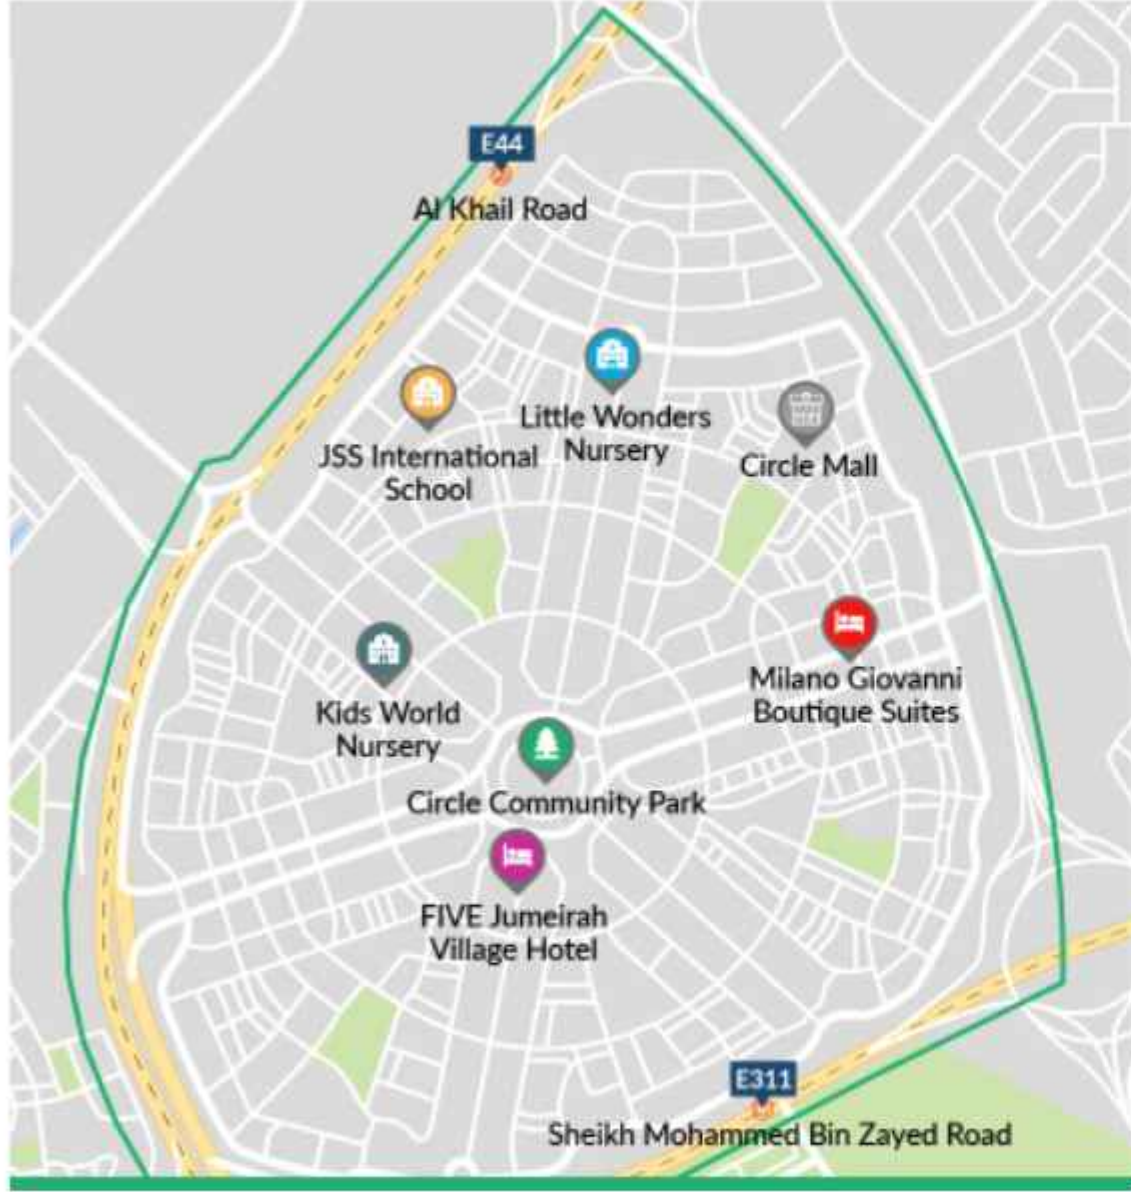 E44
Al Khail Road
Little Wonders
Nursery
JSS International
School
Circle Mall
Milano Giovanni
Boutique Suites
Kids World
Nursery
Circle Community Park
FIVE Jumeirah
Village Hotel
E311
Sheikh Mohammed Bin Zayed Road